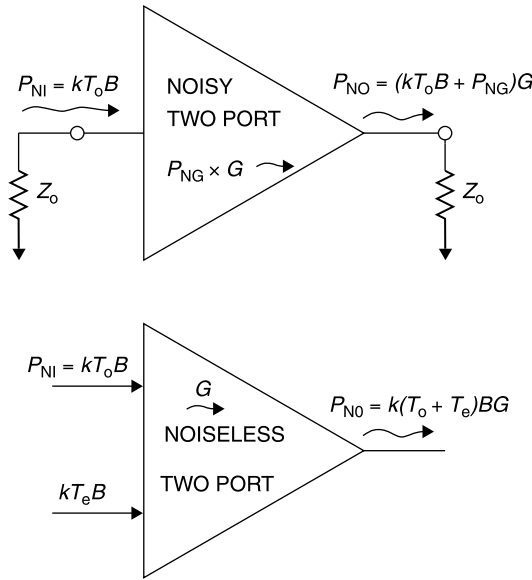 P_NI = kT_oB
NOISY
TWO PORT
P_NG × G
P_NO = (kT_oB + P_NG)G
Z_o
Z_o
P_NI = kT_oB
G
NOISELESS
TWO PORT
kT_eB
P_N0 = k(T_o + T_e)BG